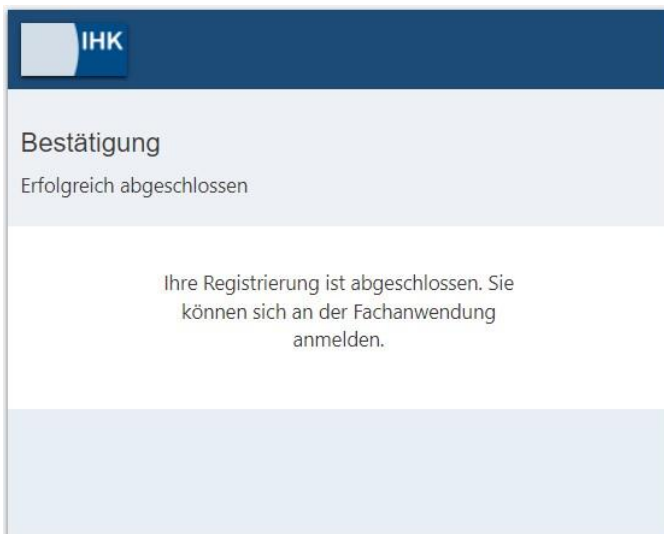 IHK
Bestätigung
Erfolgreich abgeschlossen
Ihre Registrierung ist abgeschlossen. Sie
können sich an der Fachanwendung
anmelden.